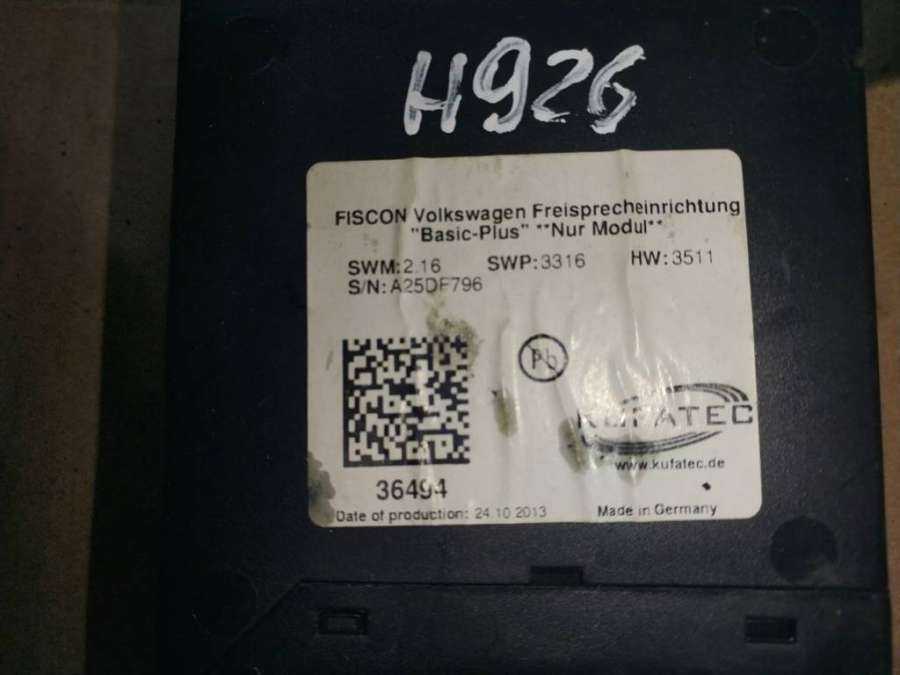 H926
FISCON Volkswagen Freisprecheinrichtung
"Basic-Plus" **Nur Modul**
SWM:2.16 SWP:3316 HW:3511
S/N:A25DF796
Pb
KUFATEC
www.kufatec.de
36494
Date of production: 24.10.2013 Made in Germany